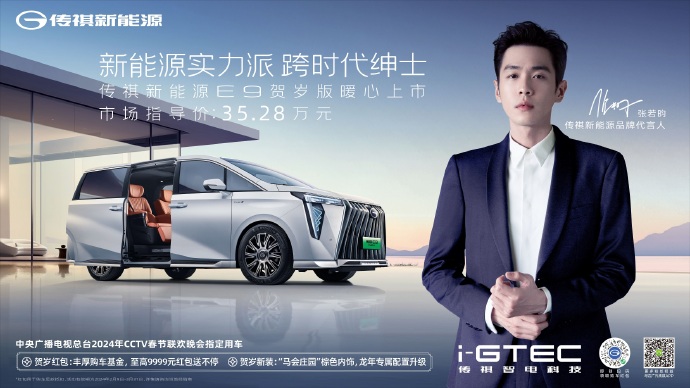 传祺新能源
新能源实力派 跨时代绅士
传祺新能源E9贺岁版暖心上市
市场指导价:35.28万元
张若昀
传祺新能源品牌代言人
中央广播电视总台2024年CCTV春节联欢晚会指定用车
贺岁红包：丰厚购车基金，至高9999元红包送不停
贺岁新装：“马会庄园”棕色内饰，龙年专属配置升级
i-GTEC
传祺智电科技